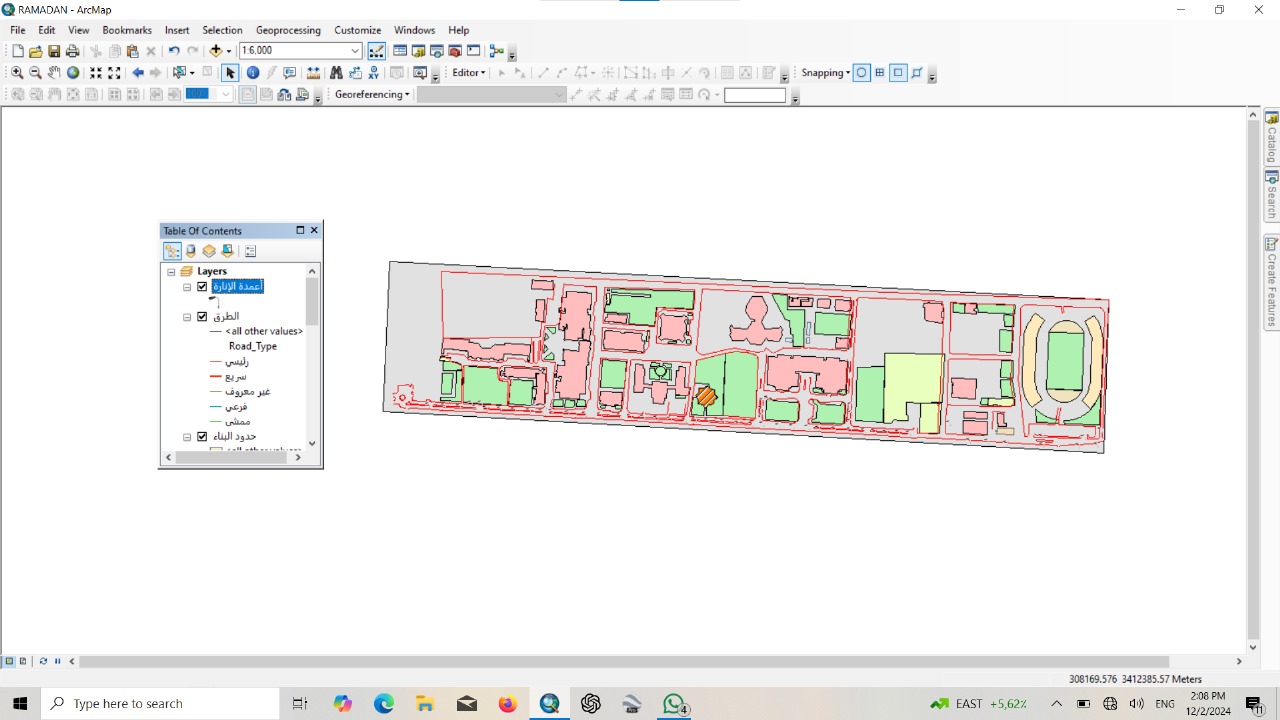 RAMADAN - ArcMap
File Edit View Bookmarks Insert Selection Geoprocessing Customize Windows Help
1:6,000
Editor Snapping
Georeferencing
Catalog
Search
Create Features
Table Of Contents
Layers
أعمدة الإنارة
الطرق
<all other values>
Road_Type
رئيسي
سريع
غير معروف
فرعي
ممشى
حدود البناء
<all other values>
308169.576 3412385.57 Meters
Type here to search
EAST +5,62% ENG
2:08 PM
12/2/2024
4
11